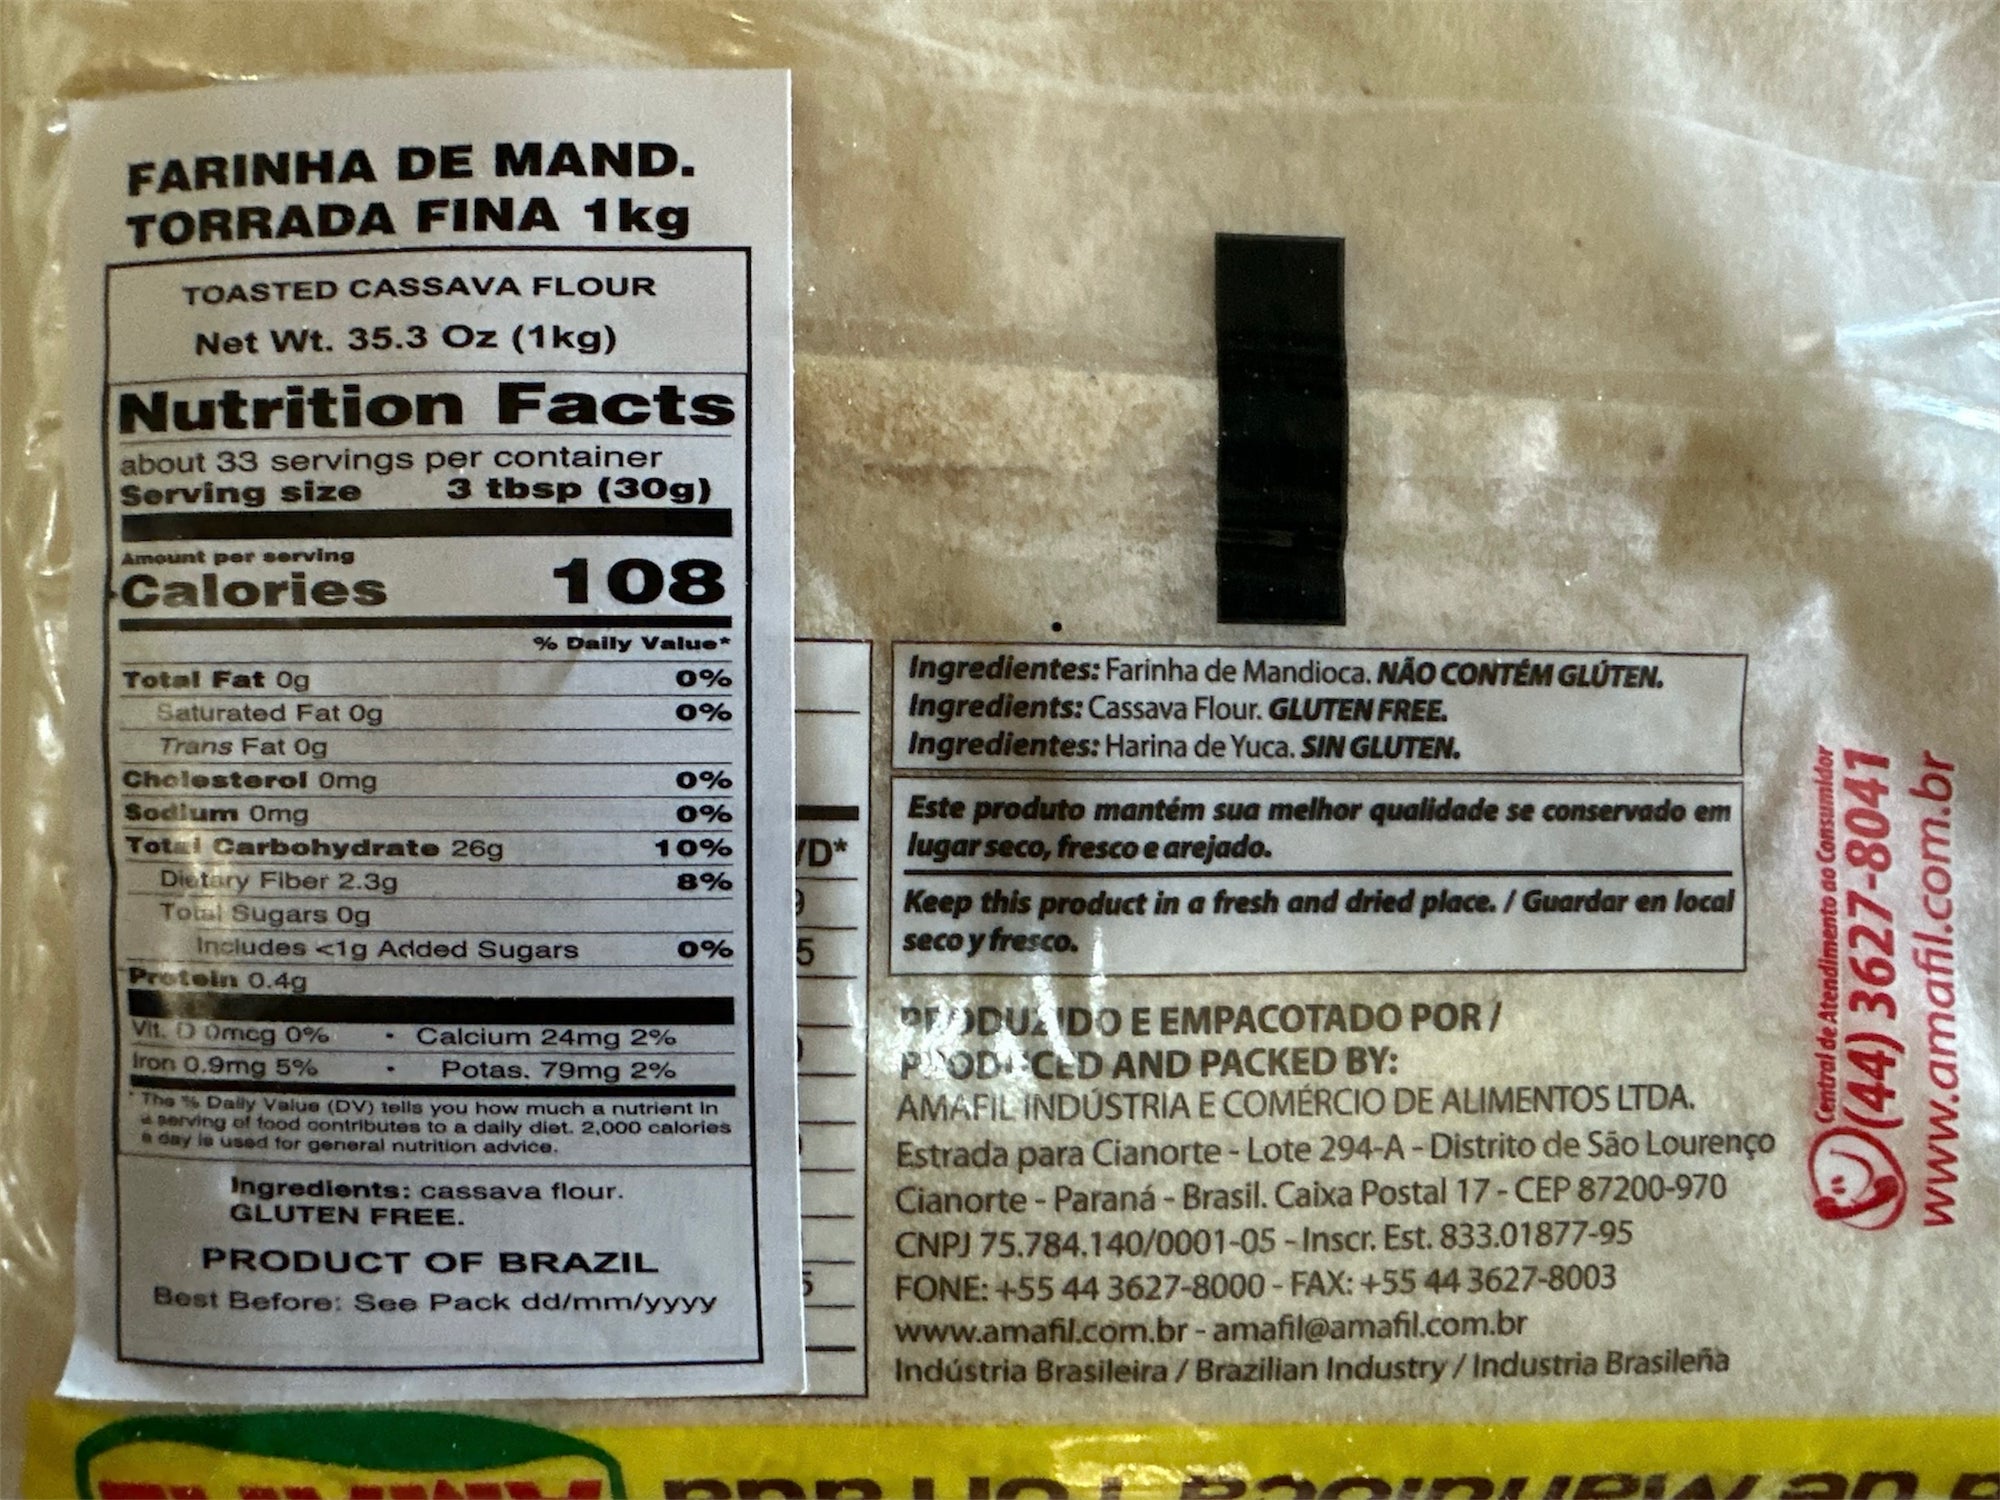 FARINHA DE MAND.
TORRADA FINA 1kg
TOASTED CASSAVA FLOUR
Net Wt. 35.3 Oz (1kg)
Nutrition Facts
about 33 servings per container
Serving size 3 tbsp (30g)
Amount per serving
Calories 108
% Daily Value*
Total Fat 0g 0%
Saturated Fat 0g 0%
Trans Fat 0g
Cholesterol 0mg 0%
Sodium 0mg 0%
Total Carbohydrate 26g 10%
Dietary Fiber 2.3g 8%
Total Sugars 0g
Includes <1g Added Sugars 0%
Protein 0.4g
Vit. D 0mcg 0% • Calcium 24mg 2%
Iron 0.9mg 5% • Potas. 79mg 2%
* The % Daily Value (DV) tells you how much a nutrient in
a serving of food contributes to a daily diet. 2,000 calories
a day is used for general nutrition advice.
Ingredients: cassava flour.
GLUTEN FREE.
PRODUCT OF BRAZIL
Best Before: See Pack dd/mm/yyyy
VD*
9
5
5
Ingredientes: Farinha de Mandioca. NÃO CONTÉM GLÚTEN.
Ingredients: Cassava Flour. GLUTEN FREE.
Ingredientes: Harina de Yuca. SIN GLUTEN.
Este produto mantém sua melhor qualidade se conservado em
lugar seco, fresco e arejado.
Keep this product in a fresh and dried place. / Guardar en local
seco y fresco.
PRODUZIDO E EMPACOTADO POR /
PRODUCED AND PACKED BY:
AMAFIL INDÚSTRIA E COMÉRCIO DE ALIMENTOS LTDA.
Estrada para Cianorte - Lote 294-A - Distrito de São Lourenço
Cianorte - Paraná - Brasil. Caixa Postal 17 - CEP 87200-970
CNPJ 75.784.140/0001-05 - Inscr. Est. 833.01877-95
FONE: +55 44 3627-8000 - FAX: +55 44 3627-8003
www.amafil.com.br - amafil@amafil.com.br
Indústria Brasileira / Brazilian Industry / Industria Brasileña
Central de Atendimento ao Consumidor
(44) 3627-8041
www.amafil.com.br